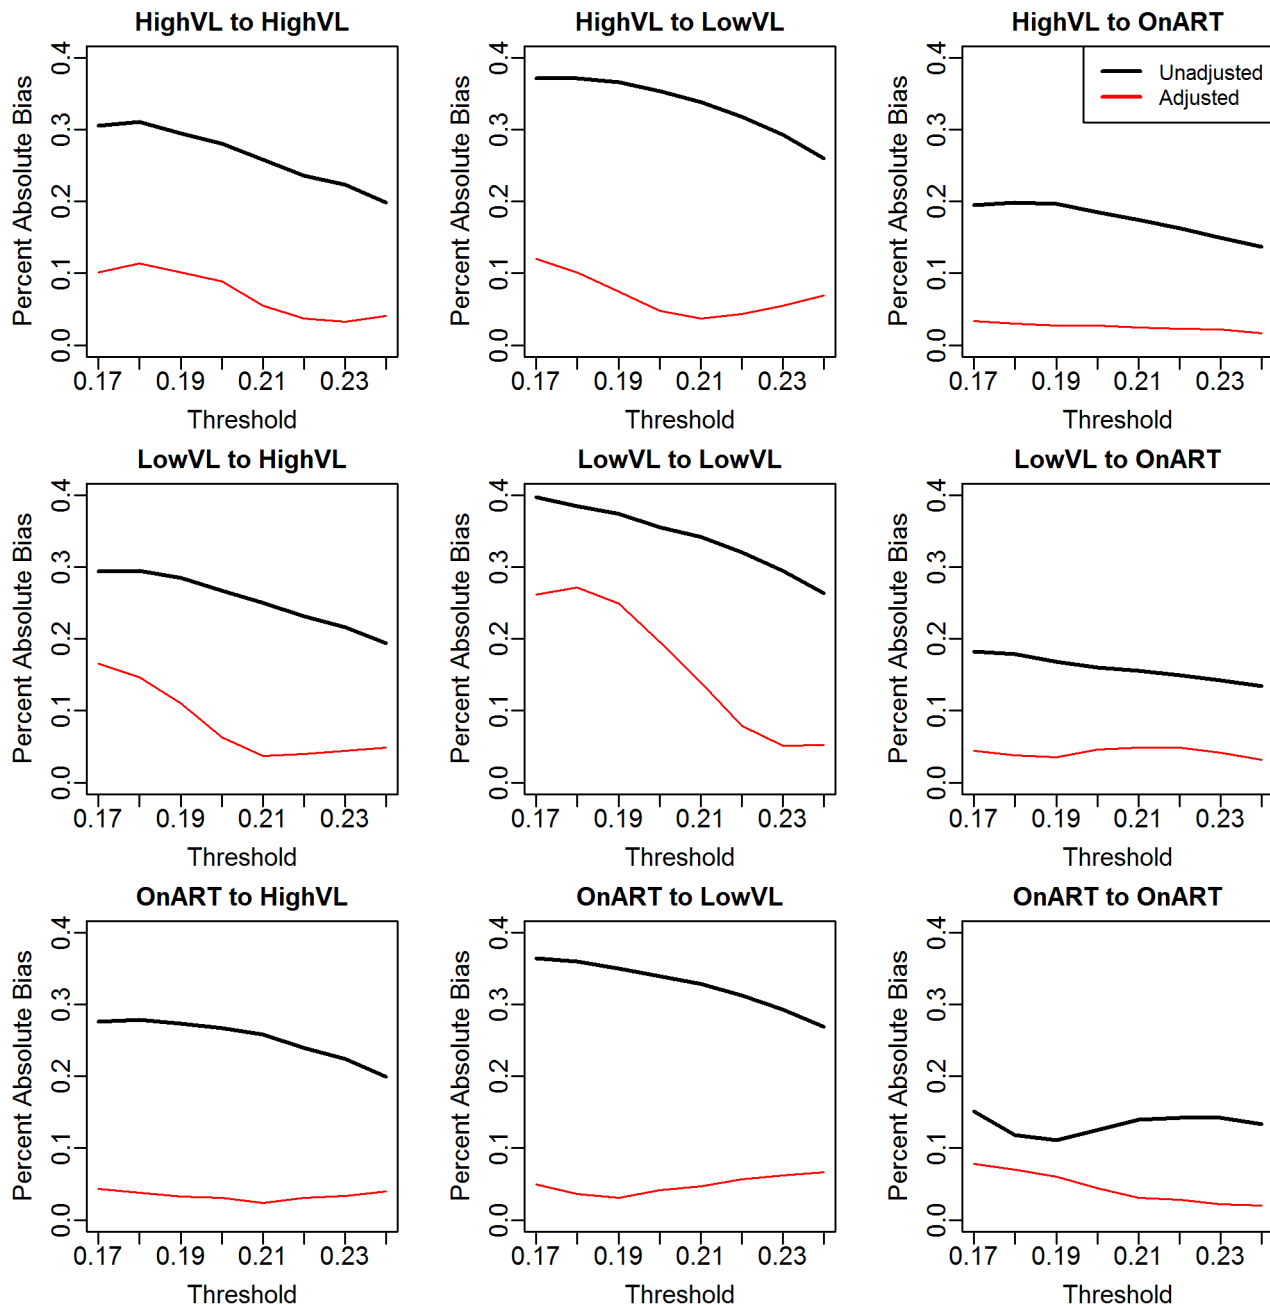 HighVL to HighVL
Percent Absolute Bias
0.0 0.1 0.2 0.3 0.4
0.17 0.19 0.21 0.23
Threshold
HighVL to LowVL
Percent Absolute Bias
0.0 0.1 0.2 0.3 0.4
0.17 0.19 0.21 0.23
Threshold
HighVL to OnART
Unadjusted
Adjusted
Percent Absolute Bias
0.0 0.1 0.2 0.3 0.4
0.17 0.19 0.21 0.23
Threshold
LowVL to HighVL
Percent Absolute Bias
0.0 0.1 0.2 0.3 0.4
0.17 0.19 0.21 0.23
Threshold
LowVL to LowVL
Percent Absolute Bias
0.0 0.1 0.2 0.3 0.4
0.17 0.19 0.21 0.23
Threshold
LowVL to OnART
Percent Absolute Bias
0.0 0.1 0.2 0.3 0.4
0.17 0.19 0.21 0.23
Threshold
OnART to HighVL
Percent Absolute Bias
0.0 0.1 0.2 0.3 0.4
0.17 0.19 0.21 0.23
Threshold
OnART to LowVL
Percent Absolute Bias
0.0 0.1 0.2 0.3 0.4
0.17 0.19 0.21 0.23
Threshold
OnART to OnART
Percent Absolute Bias
0.0 0.1 0.2 0.3 0.4
0.17 0.19 0.21 0.23
Threshold